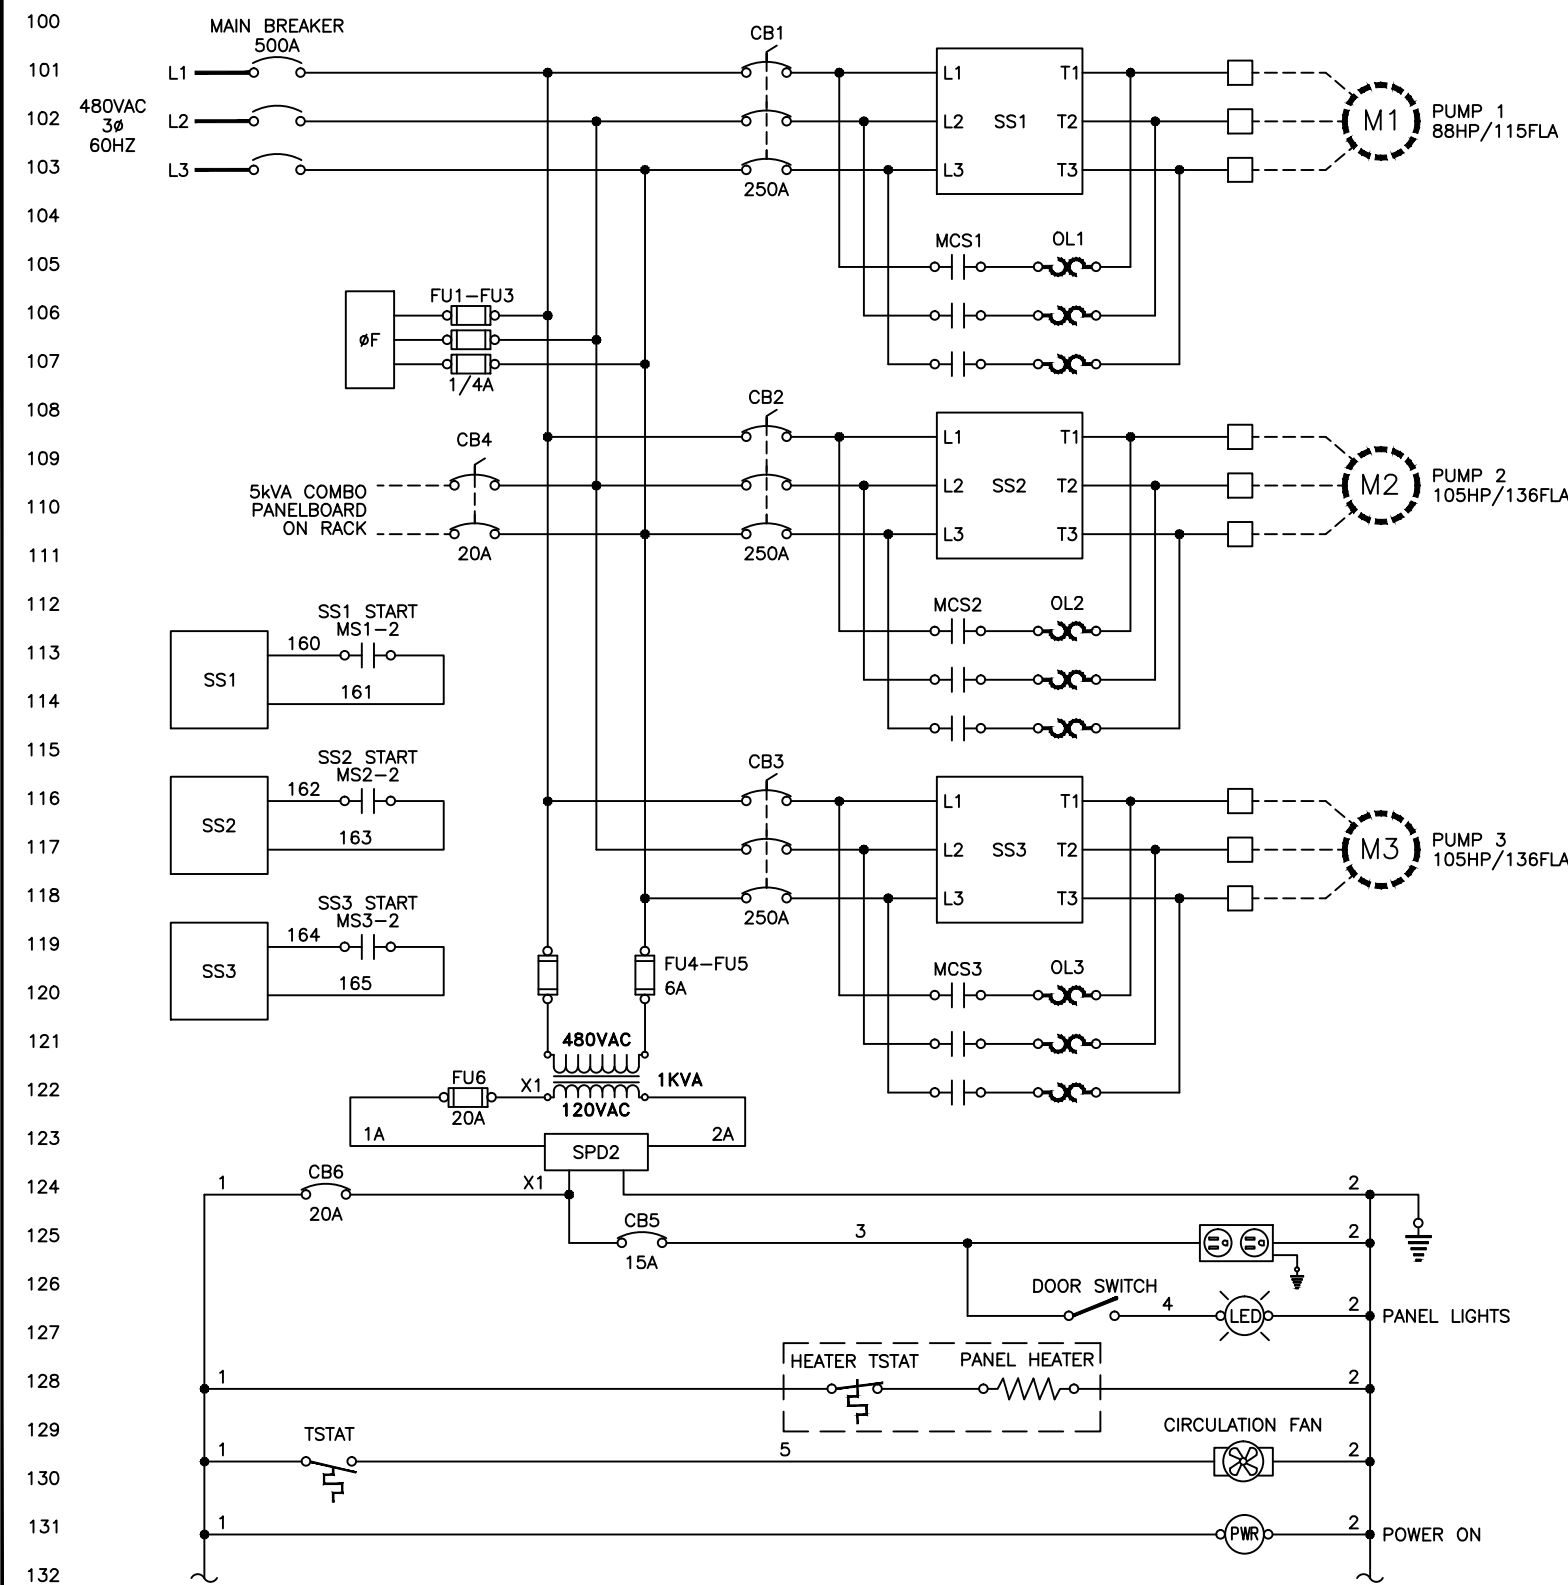 100
MAIN BREAKER
500A
CB1
101
L1
L1
T1
480VAC
3ø
60HZ
102
L2
L2
SS1
T2
M1
PUMP 1
88HP/115FLA
103
L3
L3
T3
250A
104
MCS1
OL1
105
FU1-FU3
106
øF
107
1/4A
108
CB2
CB4
109
L1
T1
5kVA COMBO
PANELBOARD
ON RACK
110
L2
SS2
T2
M2
PUMP 2
105HP/136FLA
L3
T3
20A
250A
111
112
SS1 START
MS1-2
MCS2
OL2
113
160
SS1
114
161
115
SS2 START
MS2-2
CB3
116
162
L1
T1
SS2
117
163
L2
SS3
T2
M3
PUMP 3
105HP/136FLA
118
SS3 START
MS3-2
L3
T3
250A
119
164
SS3
FU4-FU5
6A
MCS3
OL3
120
165
121
480VAC
122
FU6
X1
1KVA
20A
120VAC
123
1A
2A
SPD2
124
1
CB6
X1
2
20A
125
CB5
3
2
15A
126
DOOR SWITCH
4
LED
2
PANEL LIGHTS
127
HEATER TSTAT
PANEL HEATER
128
1
2
129
TSTAT
CIRCULATION FAN
1
5
2
130
131
1
PWR
2
POWER ON
132